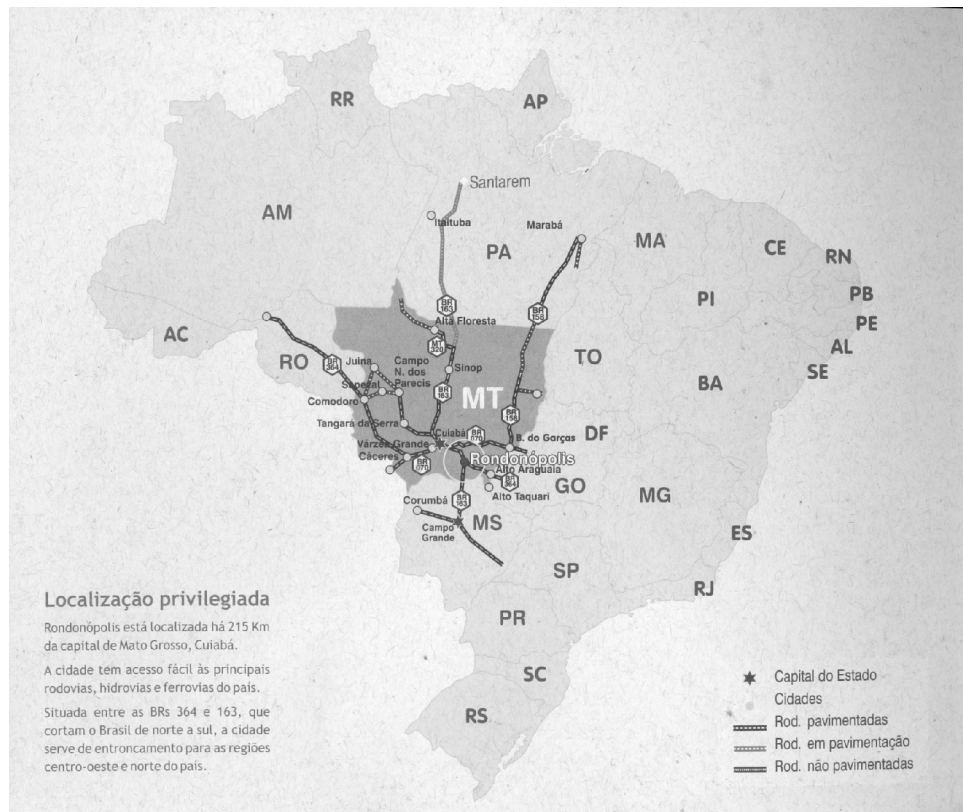 RR
AP
Santarem
AM
Itaituba
Marabá
PA
MA
CE
RN
PI
PB
PE
AL
SE
BR
163
BR
158
Alta Floresta
MT
320
AC
RO
BR
364
Juina
Campo
N. dos
Parecis
Sinop
TO
BA
Sapezal
Comodoro
BR
163
MT
BR
158
Tangará da Serra
Cuiabá
BR
070
B. do Garças
DF
Várzea Grande
Cáceres
BR
070
Rondonópolis
Alto Araguaia
BR
364
GO
MG
Alto Taquari
Corumbá
BR
163
MS
Campo
Grande
ES
SP
RJ
PR
SC
RS
Localização privilegiada
Rondonópolis está localizada há 215 Km
da capital de Mato Grosso, Cuiabá.
A cidade tem acesso fácil às principais
rodovias, hidrovias e ferrovias do país.
Situada entre as BRs 364 e 163, que
cortam o Brasil de norte a sul, a cidade
serve de entroncamento para as regiões
centro-oeste e norte do país.
Capital do Estado
Cidades
Rod. pavimentadas
Rod. em pavimentação
Rod. não pavimentadas